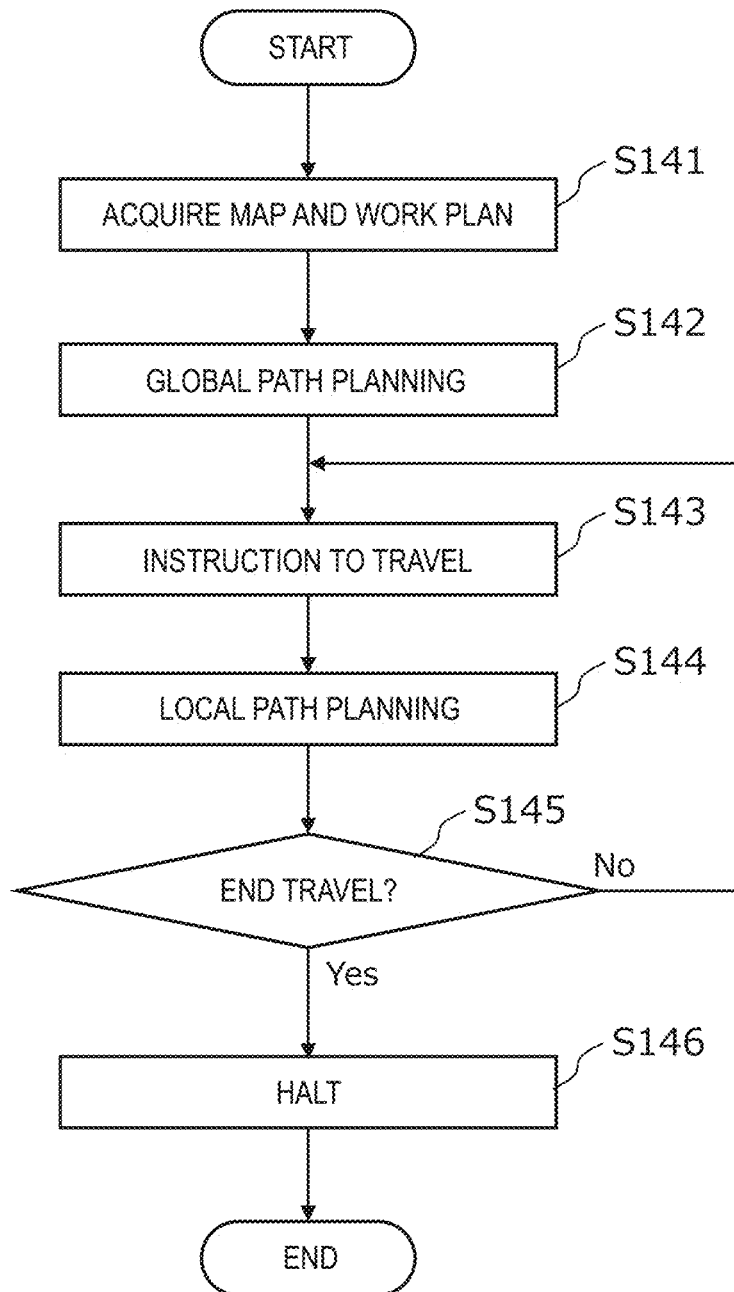 START
S141
ACQUIRE MAP AND WORK PLAN
S142
GLOBAL PATH PLANNING
S143
INSTRUCTION TO TRAVEL
S144
LOCAL PATH PLANNING
S145
END TRAVEL?
No
Yes
S146
HALT
END